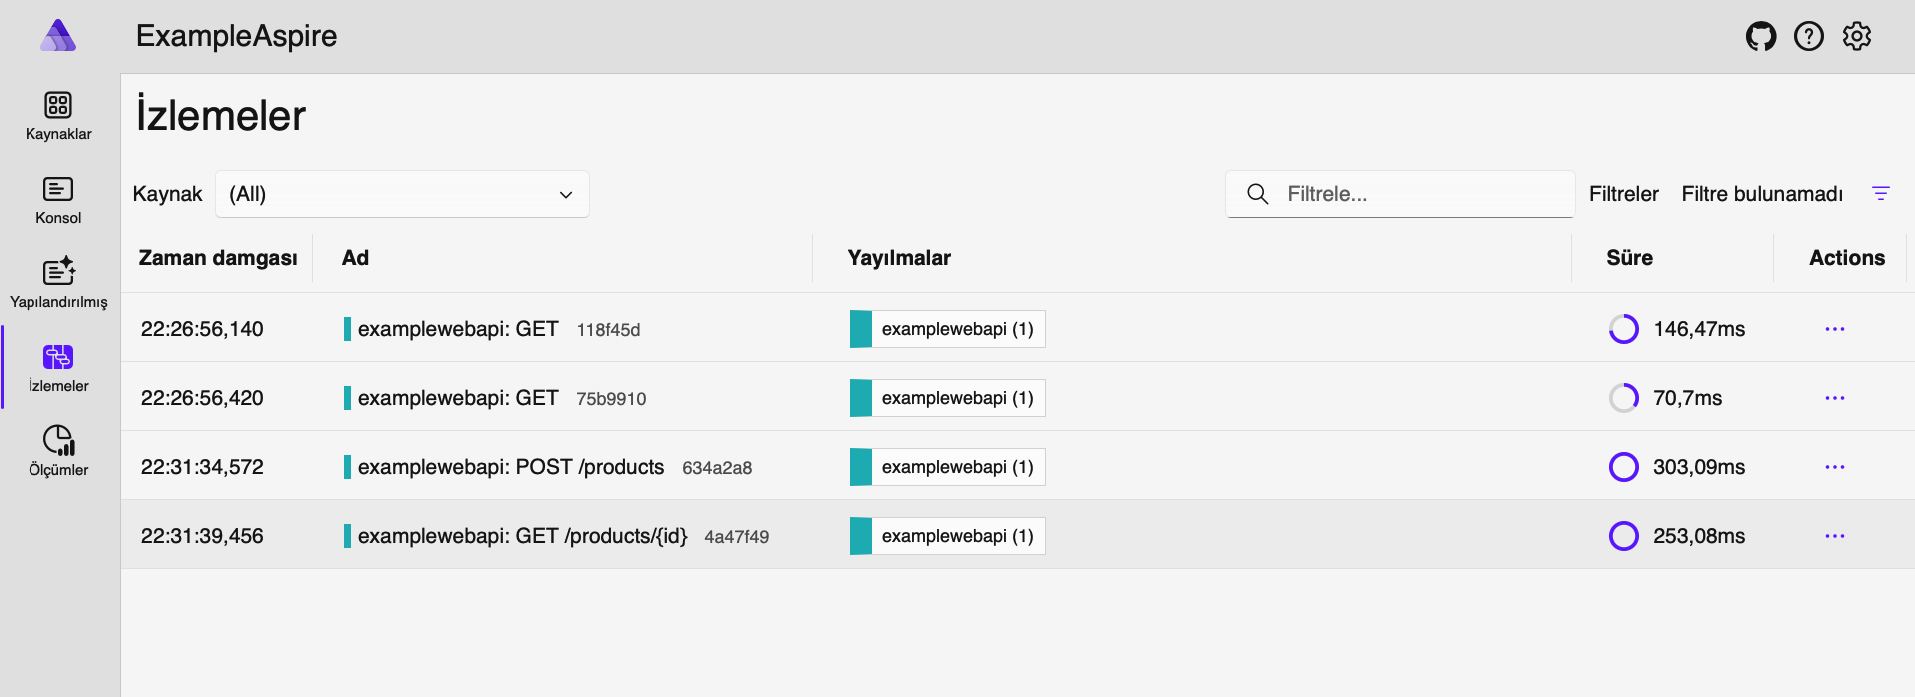 ExampleAspire
Kaynaklar
Konsol
Yapılandırılmış
İzlemeler
Ölçümler
İzlemeler
Kaynak (All) Filtrele... Filtreler Filtre bulunamadı
Zaman damgası Ad Yayılmalar Süre Actions
22:26:56,140 examplewebapi: GET 118f45d examplewebapi (1) 146,47ms ...
22:26:56,420 examplewebapi: GET 75b9910 examplewebapi (1) 70,7ms ...
22:31:34,572 examplewebapi: POST /products 634a2a8 examplewebapi (1) 303,09ms ...
22:31:39,456 examplewebapi: GET /products/{id} 4a47f49 examplewebapi (1) 253,08ms ...